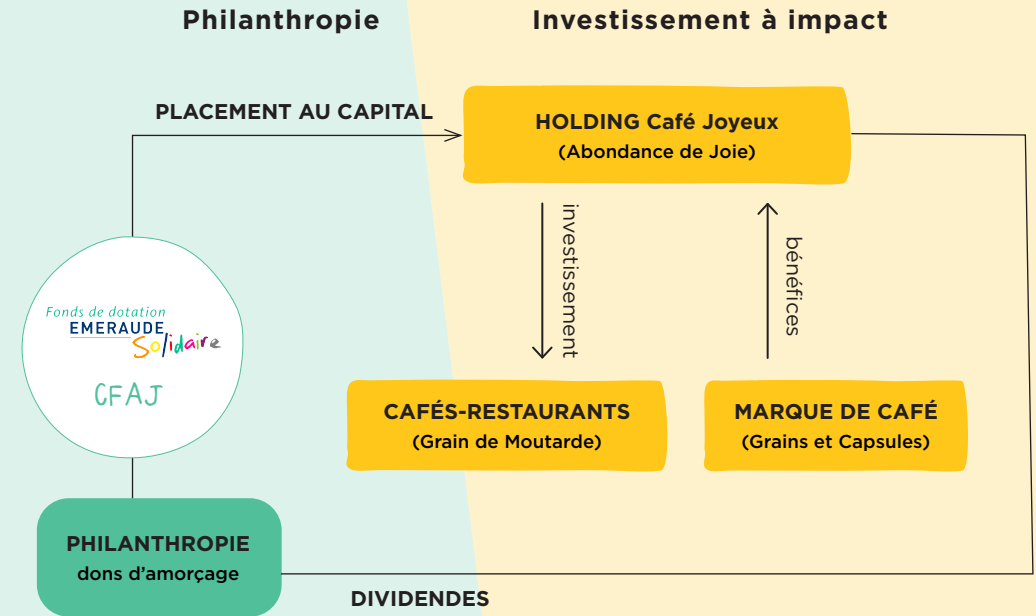 Philanthropie
Investissement à impact
PLACEMENT AU CAPITAL
HOLDING Café Joyeux
(Abondance de Joie)
investissement
bénéfices
Fonds de dotation
EMERAUDE
Solidaire
CFAJ
CAFÉS-RESTAURANTS
(Grain de Moutarde)
MARQUE DE CAFÉ
(Grains et Capsules)
PHILANTHROPIE
dons d'amorçage
DIVIDENDES